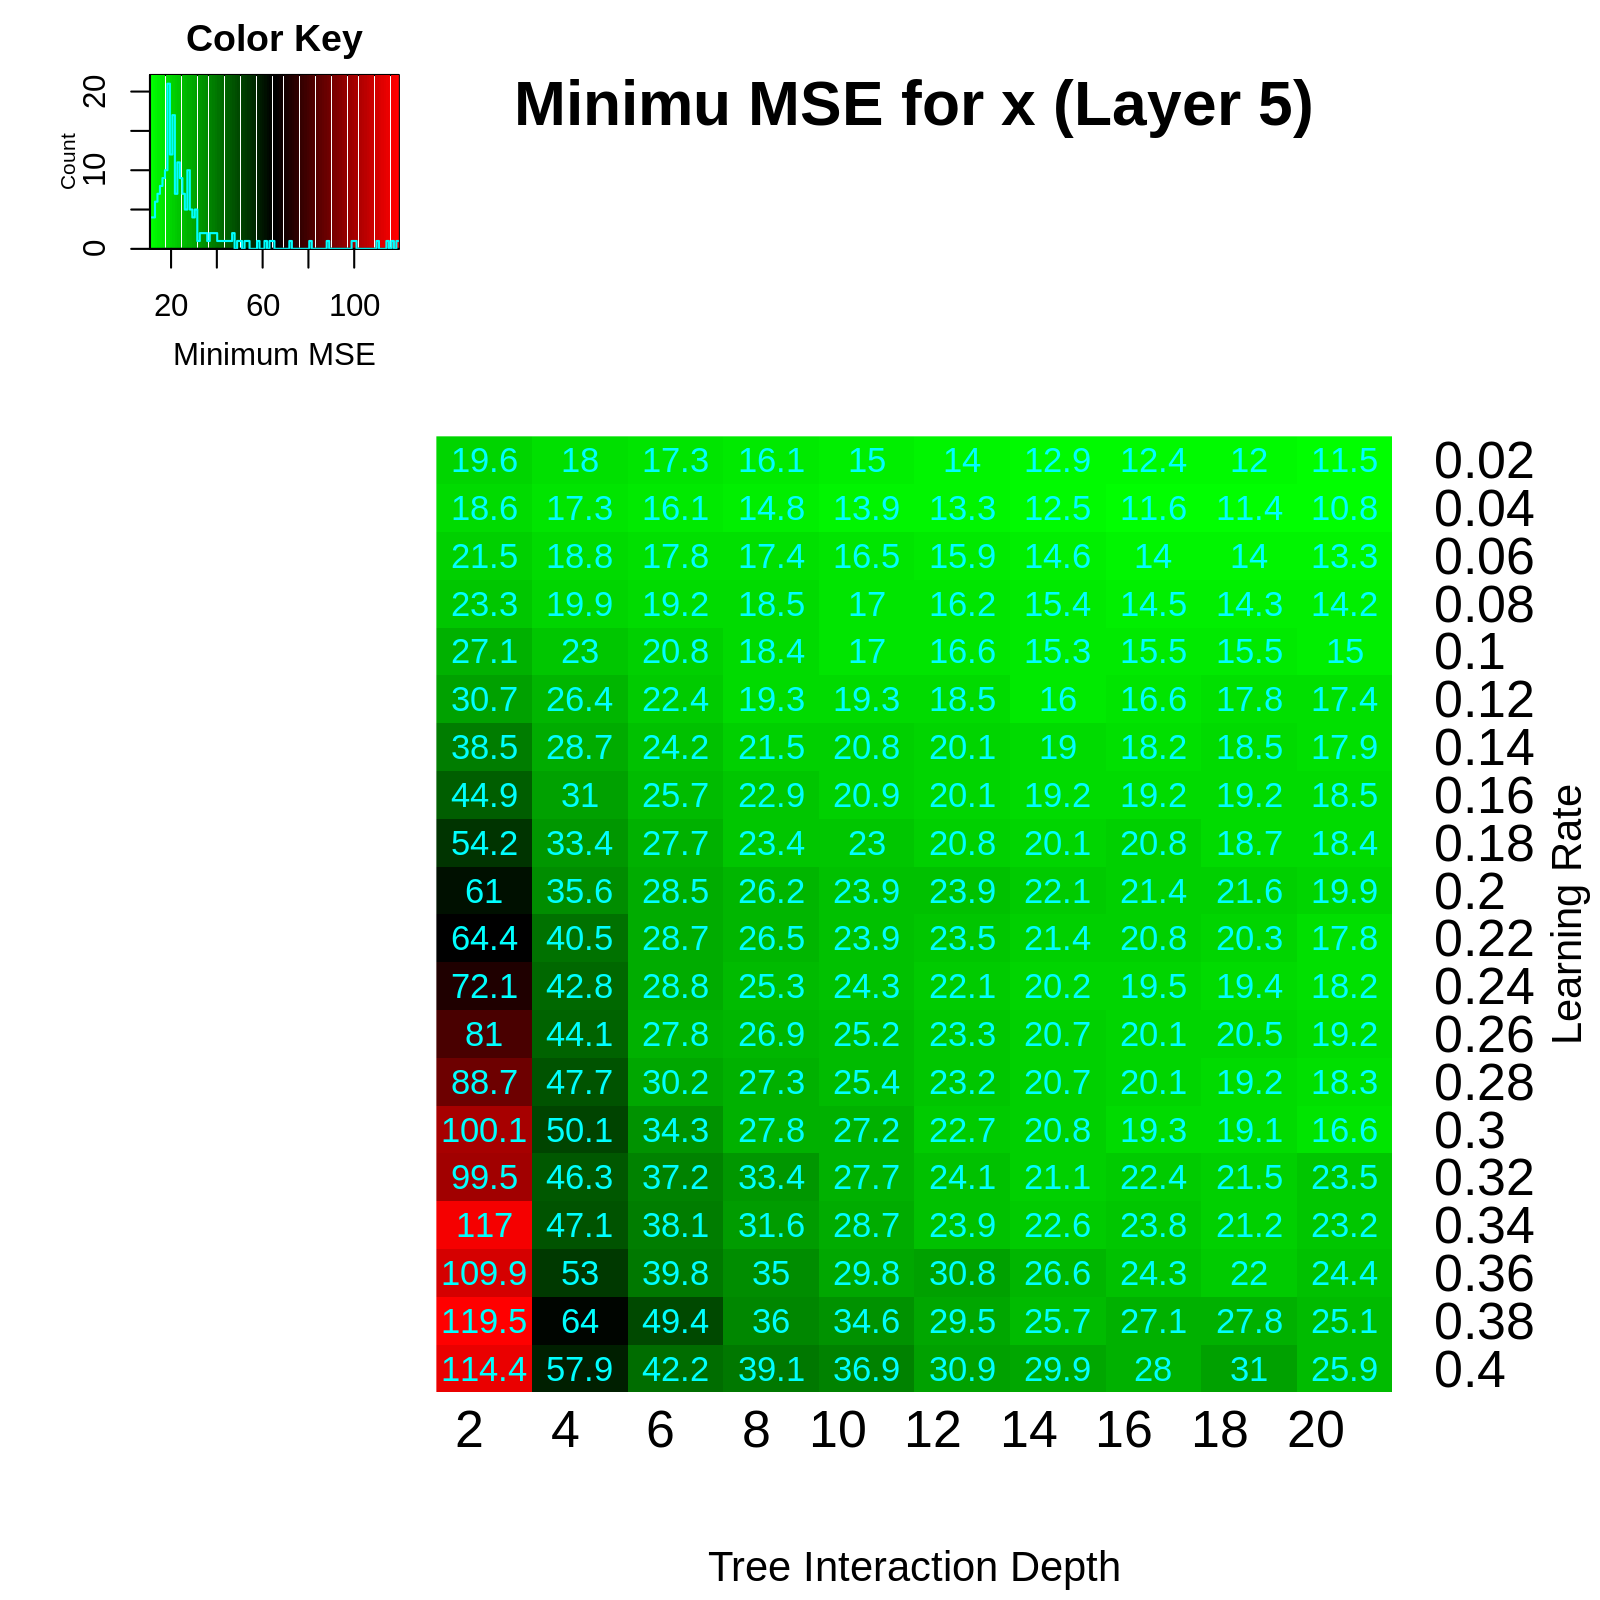 Color Key
Minimu MSE for x (Layer 5)
Count
0 10 20
20 60 100
Minimum MSE
19.6 18 17.3 16.1 15 14 12.9 12.4 12 11.5 0.02
18.6 17.3 16.1 14.8 13.9 13.3 12.5 11.6 11.4 10.8 0.04
21.5 18.8 17.8 17.4 16.5 15.9 14.6 14 14 13.3 0.06
23.3 19.9 19.2 18.5 17 16.2 15.4 14.5 14.3 14.2 0.08
27.1 23 20.8 18.4 17 16.6 15.3 15.5 15.5 15 0.1
30.7 26.4 22.4 19.3 19.3 18.5 16 16.6 17.8 17.4 0.12
38.5 28.7 24.2 21.5 20.8 20.1 19 18.2 18.5 17.9 0.14
44.9 31 25.7 22.9 20.9 20.1 19.2 19.2 19.2 18.5 0.16
54.2 33.4 27.7 23.4 23 20.8 20.1 20.8 18.7 18.4 0.18
61 35.6 28.5 26.2 23.9 23.9 22.1 21.4 21.6 19.9 0.2
64.4 40.5 28.7 26.5 23.9 23.5 21.4 20.8 20.3 17.8 0.22
72.1 42.8 28.8 25.3 24.3 22.1 20.2 19.5 19.4 18.2 0.24
81 44.1 27.8 26.9 25.2 23.3 20.7 20.1 20.5 19.2 0.26
88.7 47.7 30.2 27.3 25.4 23.2 20.7 20.1 19.2 18.3 0.28
100.1 50.1 34.3 27.8 27.2 22.7 20.8 19.3 19.1 16.6 0.3
99.5 46.3 37.2 33.4 27.7 24.1 21.1 22.4 21.5 23.5 0.32
117 47.1 38.1 31.6 28.7 23.9 22.6 23.8 21.2 23.2 0.34
109.9 53 39.8 35 29.8 30.8 26.6 24.3 22 24.4 0.36
119.5 64 49.4 36 34.6 29.5 25.7 27.1 27.8 25.1 0.38
114.4 57.9 42.2 39.1 36.9 30.9 29.9 28 31 25.9 0.4
Learning Rate
2 4 6 8 10 12 14 16 18 20
Tree Interaction Depth